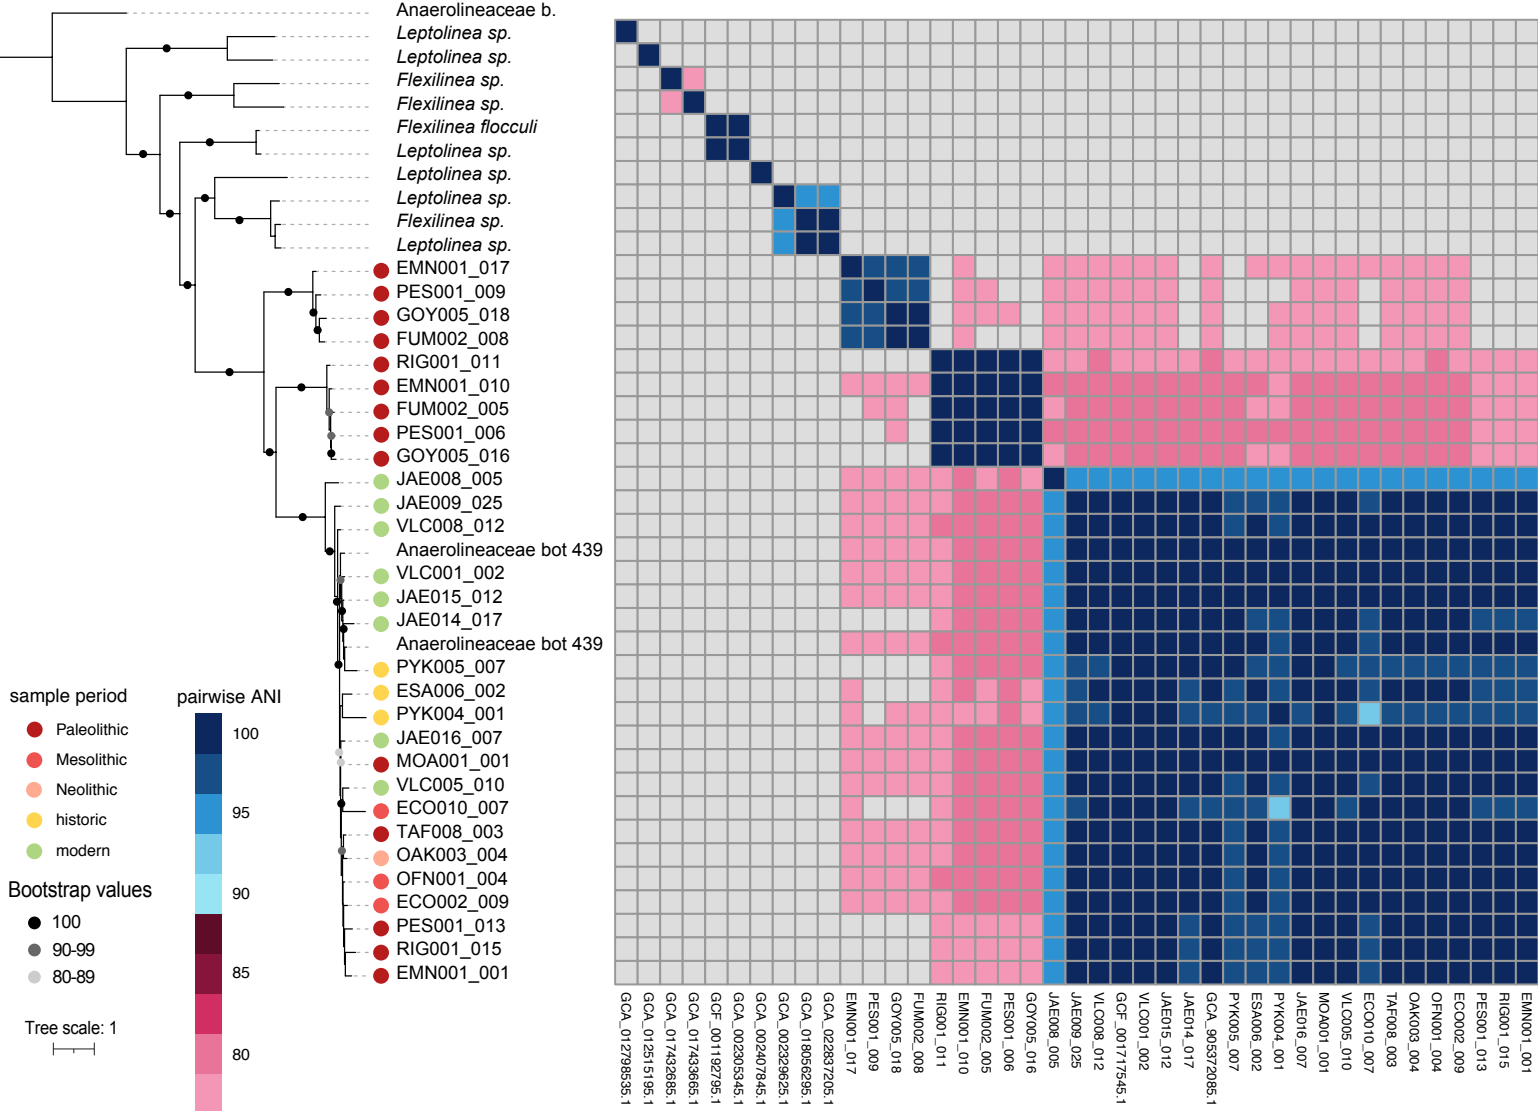 Anaerolineaceae b.
Leptolinea sp.
Leptolinea sp.
Flexilinea sp.
Flexilinea sp.
Flexilinea flocculi
Leptolinea sp.
Leptolinea sp.
Leptolinea sp.
Flexilinea sp.
Leptolinea sp.
EMN001_017
PES001_009
GOY005_018
FUM002_008
RIG001_011
EMN001_010
FUM002_005
PES001_006
GOY005_016
JAE008_005
JAE009_025
VLC008_012
Anaerolineaceae bot 439
VLC001_002
JAE015_012
JAE014_017
Anaerolineaceae bot 439
PYK005_007
ESA006_002
PYK004_001
JAE016_007
MOA001_001
VLC005_010
ECO010_007
TAF008_003
OAK003_004
OFN001_004
ECO002_009
PES001_013
RIG001_015
EMN001_001
sample period
Paleolithic
Mesolithic
Neolithic
historic
modern
Bootstrap values
100
90-99
80-89
Tree scale: 1
pairwise ANI
100
95
90
85
80
GCA_012798535.1
GCA_012515195.1
GCA_017432685.1
GCA_017433665.1
GCF_001192795.1
GCA_002305345.1
GCA_002407845.1
GCA_002329625.1
GCA_018056295.1
GCA_022837205.1
EMN001_017
PES001_009
GOY005_018
FUM002_008
RIG001_011
EMN001_010
FUM002_005
PES001_006
GOY005_016
JAE008_005
JAE009_025
VLC008_012
GCF_001717545.1
VLC001_002
JAE015_012
JAE014_017
GCA_905372085.1
PYK005_007
ESA006_002
PYK004_001
JAE016_007
MOA001_001
VLC005_010
ECO010_007
TAF008_003
OAK003_004
OFN001_004
ECO002_009
PES001_013
RIG001_015
EMN001_001